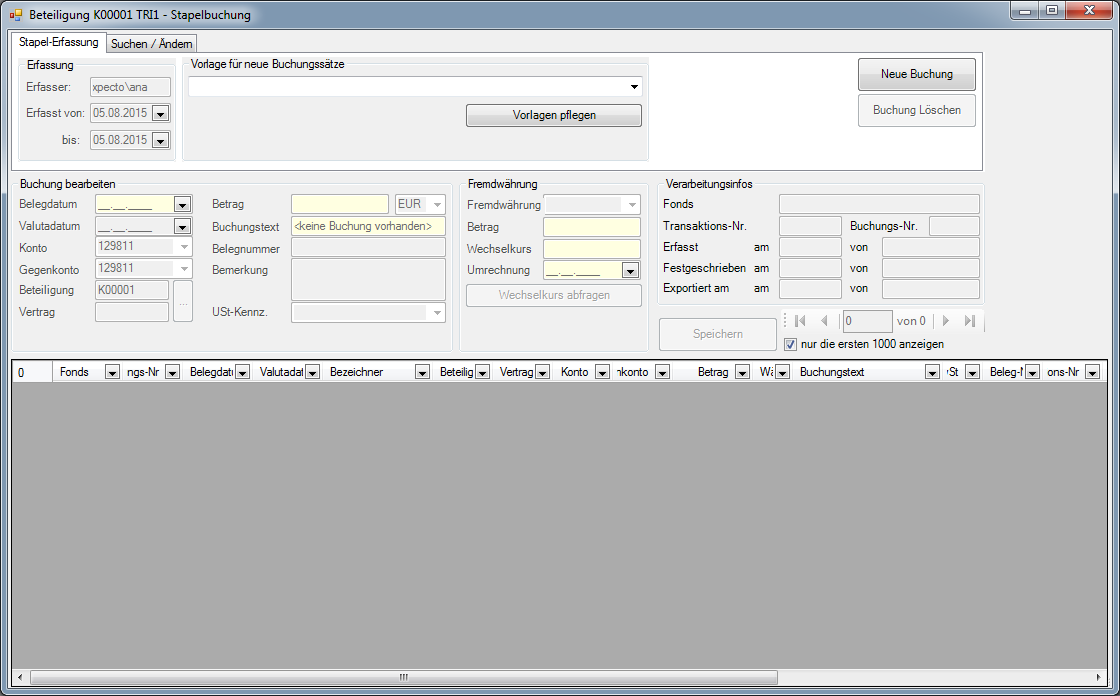 Beteiligung K00001 TRI1 - Stapelbuchung
Stapel-Erfassung Suchen / Ändern
Erfassung
Erfasser: xpecto\ana
Erfasst von: 05.08.2015
bis: 05.08.2015
Vorlage für neue Buchungssätze
Vorlagen pflegen
Neue Buchung
Buchung Löschen
Buchung bearbeiten
Belegdatum __.__.____
Valutadatum __.__.____
Konto 129811
Gegenkonto 129811
Beteiligung K00001
Vertrag ...
Betrag EUR
Buchungstext <keine Buchung vorhanden>
Belegnummer
Bemerkung
USt-Kennz.
Fremdwährung
Fremdwährung
Betrag
Wechselkurs
Umrechnung __.__.____
Wechselkurs abfragen
Verarbeitungsinfos
Fonds
Transaktions-Nr. Buchungs-Nr.
Erfasst am von
Festgeschrieben am von
Exportiert am am von
Speichern
0 von 0
nur die ersten 1000 anzeigen
0 Fonds ngs-Nr Belegdatu Valutadat Bezeichner Beteilig Vertrag Konto nkonto Betrag Wä Buchungstext St Beleg-N ons-Nr